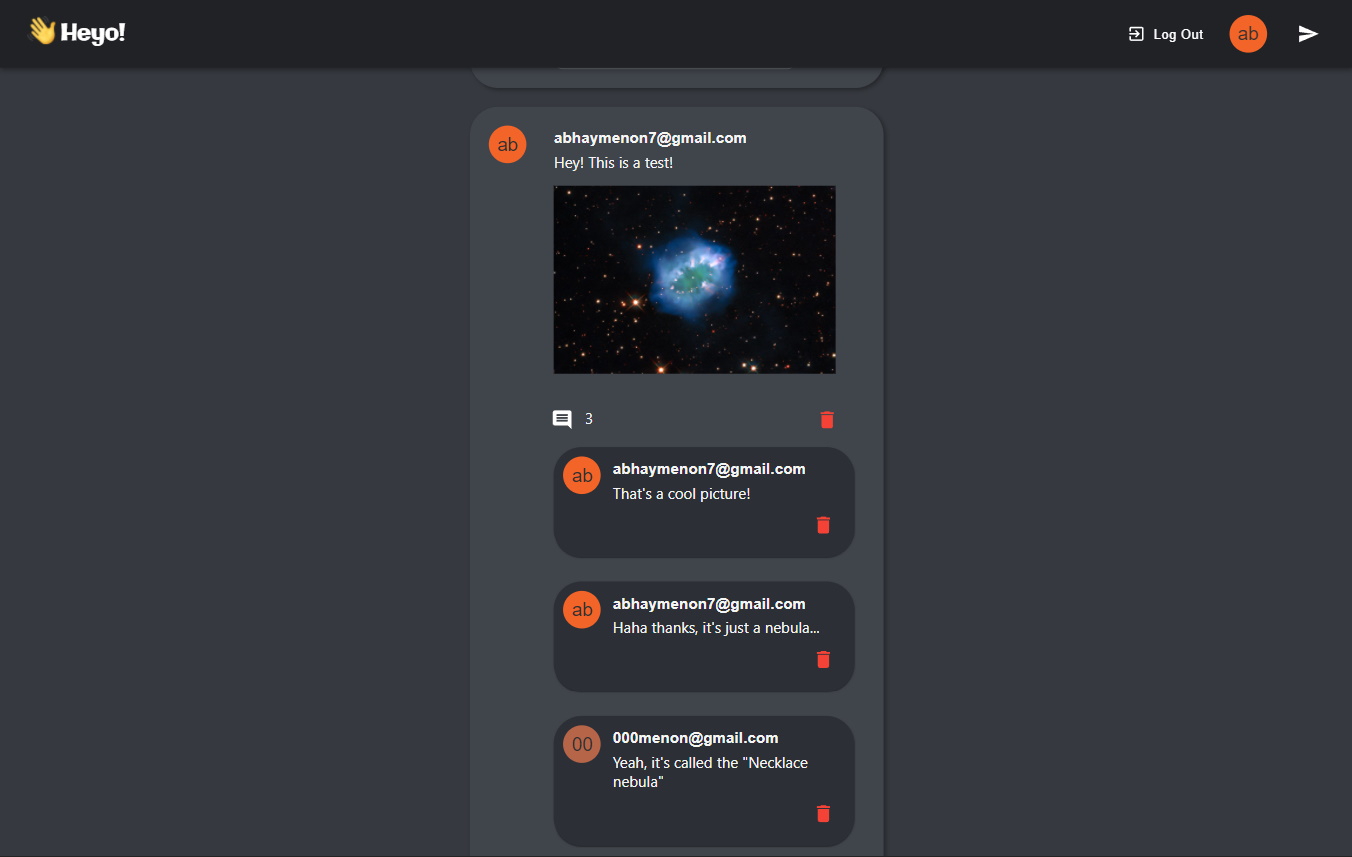 Heyo!
Log Out
ab
ab
abhaymenon7@gmail.com
Hey! This is a test!
3
ab
abhaymenon7@gmail.com
That's a cool picture!
ab
abhaymenon7@gmail.com
Haha thanks, it's just a nebula...
00
000menon@gmail.com
Yeah, it's called the "Necklace
nebula"